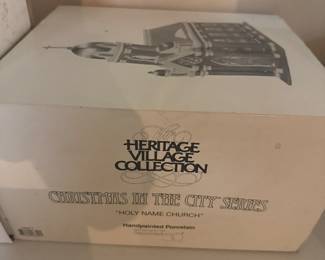 HERITAGE
VILLAGE
COLLECTION
CHRISTMAS IN THE CITY SERIES
"HOLY NAME CHURCH"
Handpainted Porcelain